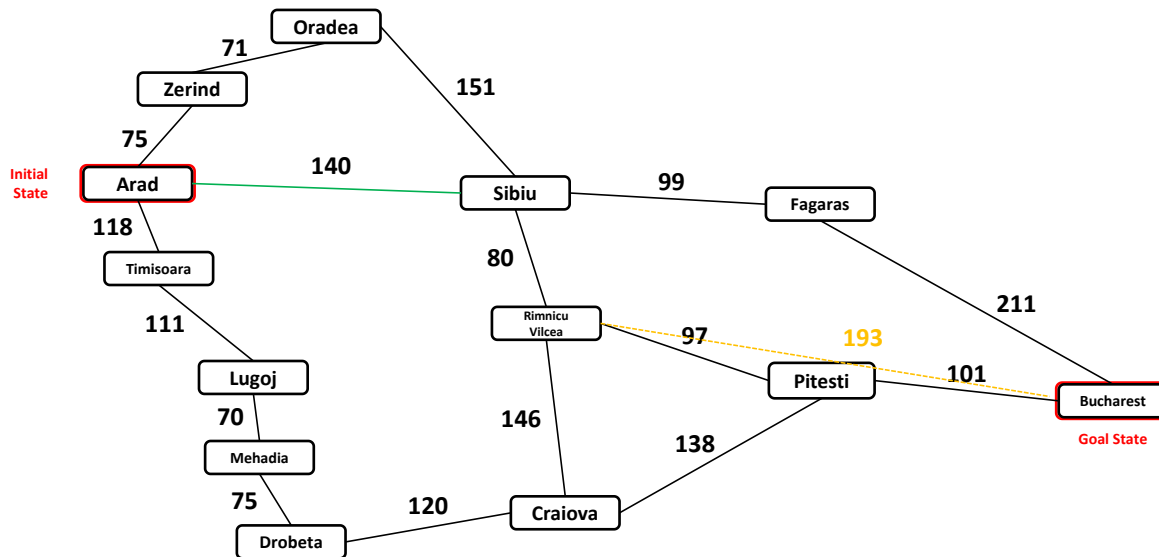 Oradea
71
Zerind
151
75
140
Initial
State
Arad
Sibiu
99
Fagaras
118
80
Timisoara
111
211
Rimnicu
Vilcea
97
193
Lugoj
Pitesti
101
Bucharest
70
146
138
Goal State
Mehadia
75
120
Craiova
Drobeta